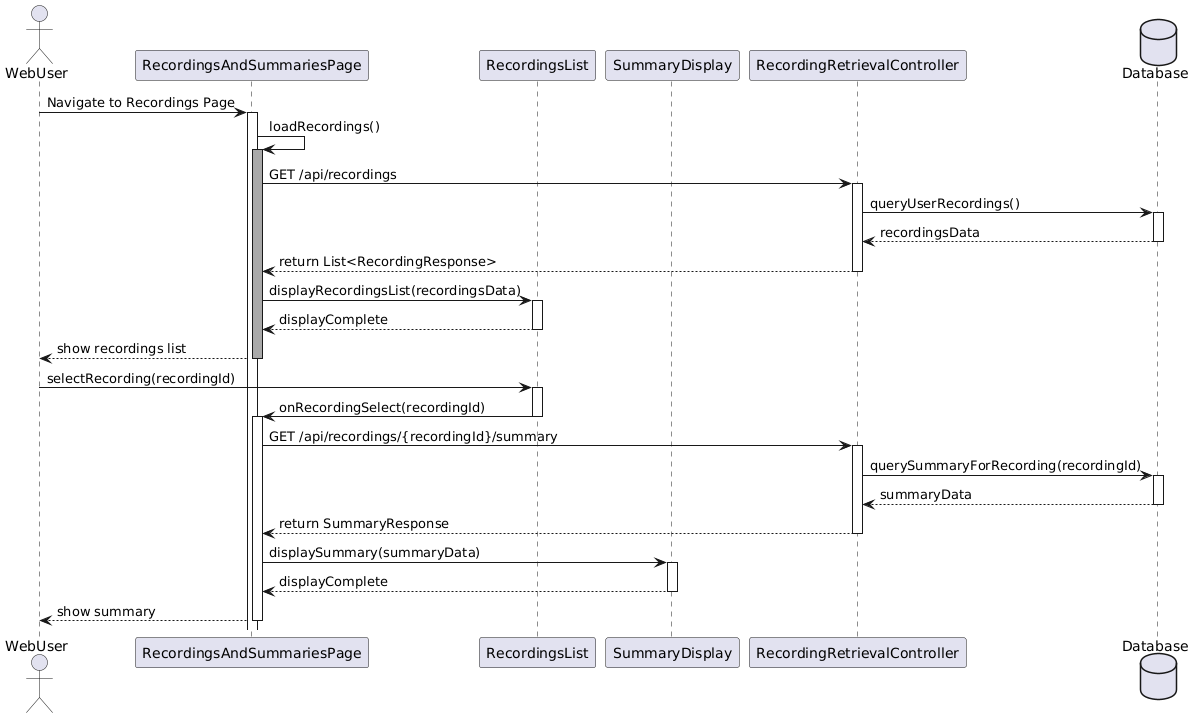 WebUser
RecordingsAndSummariesPage
RecordingsList
SummaryDisplay
RecordingRetrievalController
Database
Navigate to Recordings Page
loadRecordings()
GET /api/recordings
queryUserRecordings()
recordingsData
return List<RecordingResponse>
displayRecordingsList(recordingsData)
displayComplete
show recordings list
selectRecording(recordingId)
onRecordingSelect(recordingId)
GET /api/recordings/{recordingId}/summary
querySummaryForRecording(recordingId)
summaryData
return SummaryResponse
displaySummary(summaryData)
displayComplete
show summary
WebUser
RecordingsAndSummariesPage
RecordingsList
SummaryDisplay
RecordingRetrievalController
Database